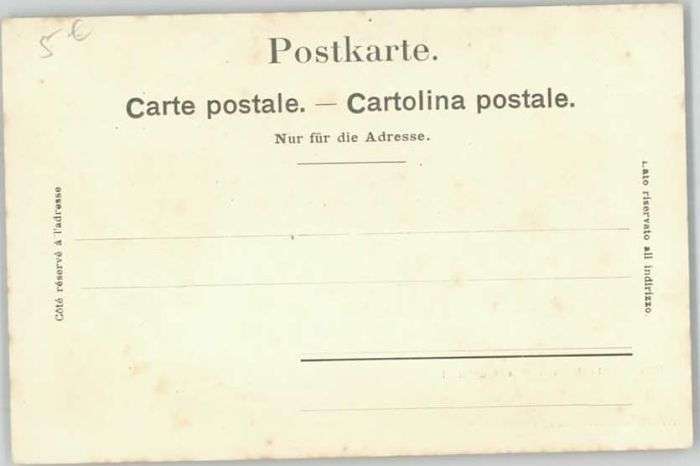 5 €
Postkarte.
Carte postale. — Cartolina postale.
Nur für die Adresse.
Côté réservé à l'adresse
Lato riservato all indirizzo.